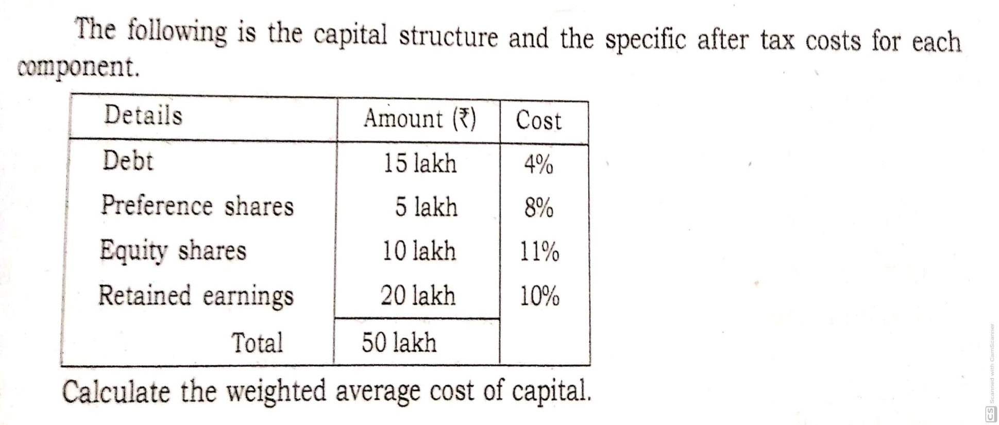 The following is the capital structure and the specific after tax costs for each
component.
Details Amount (₹) Cost
Debt 15 lakh 4%
Preference shares 5 lakh 8%
Equity shares 10 lakh 11%
Retained earnings 20 lakh 10%
Total 50 lakh
Calculate the weighted average cost of capital.
CS Scanned with CamScanner